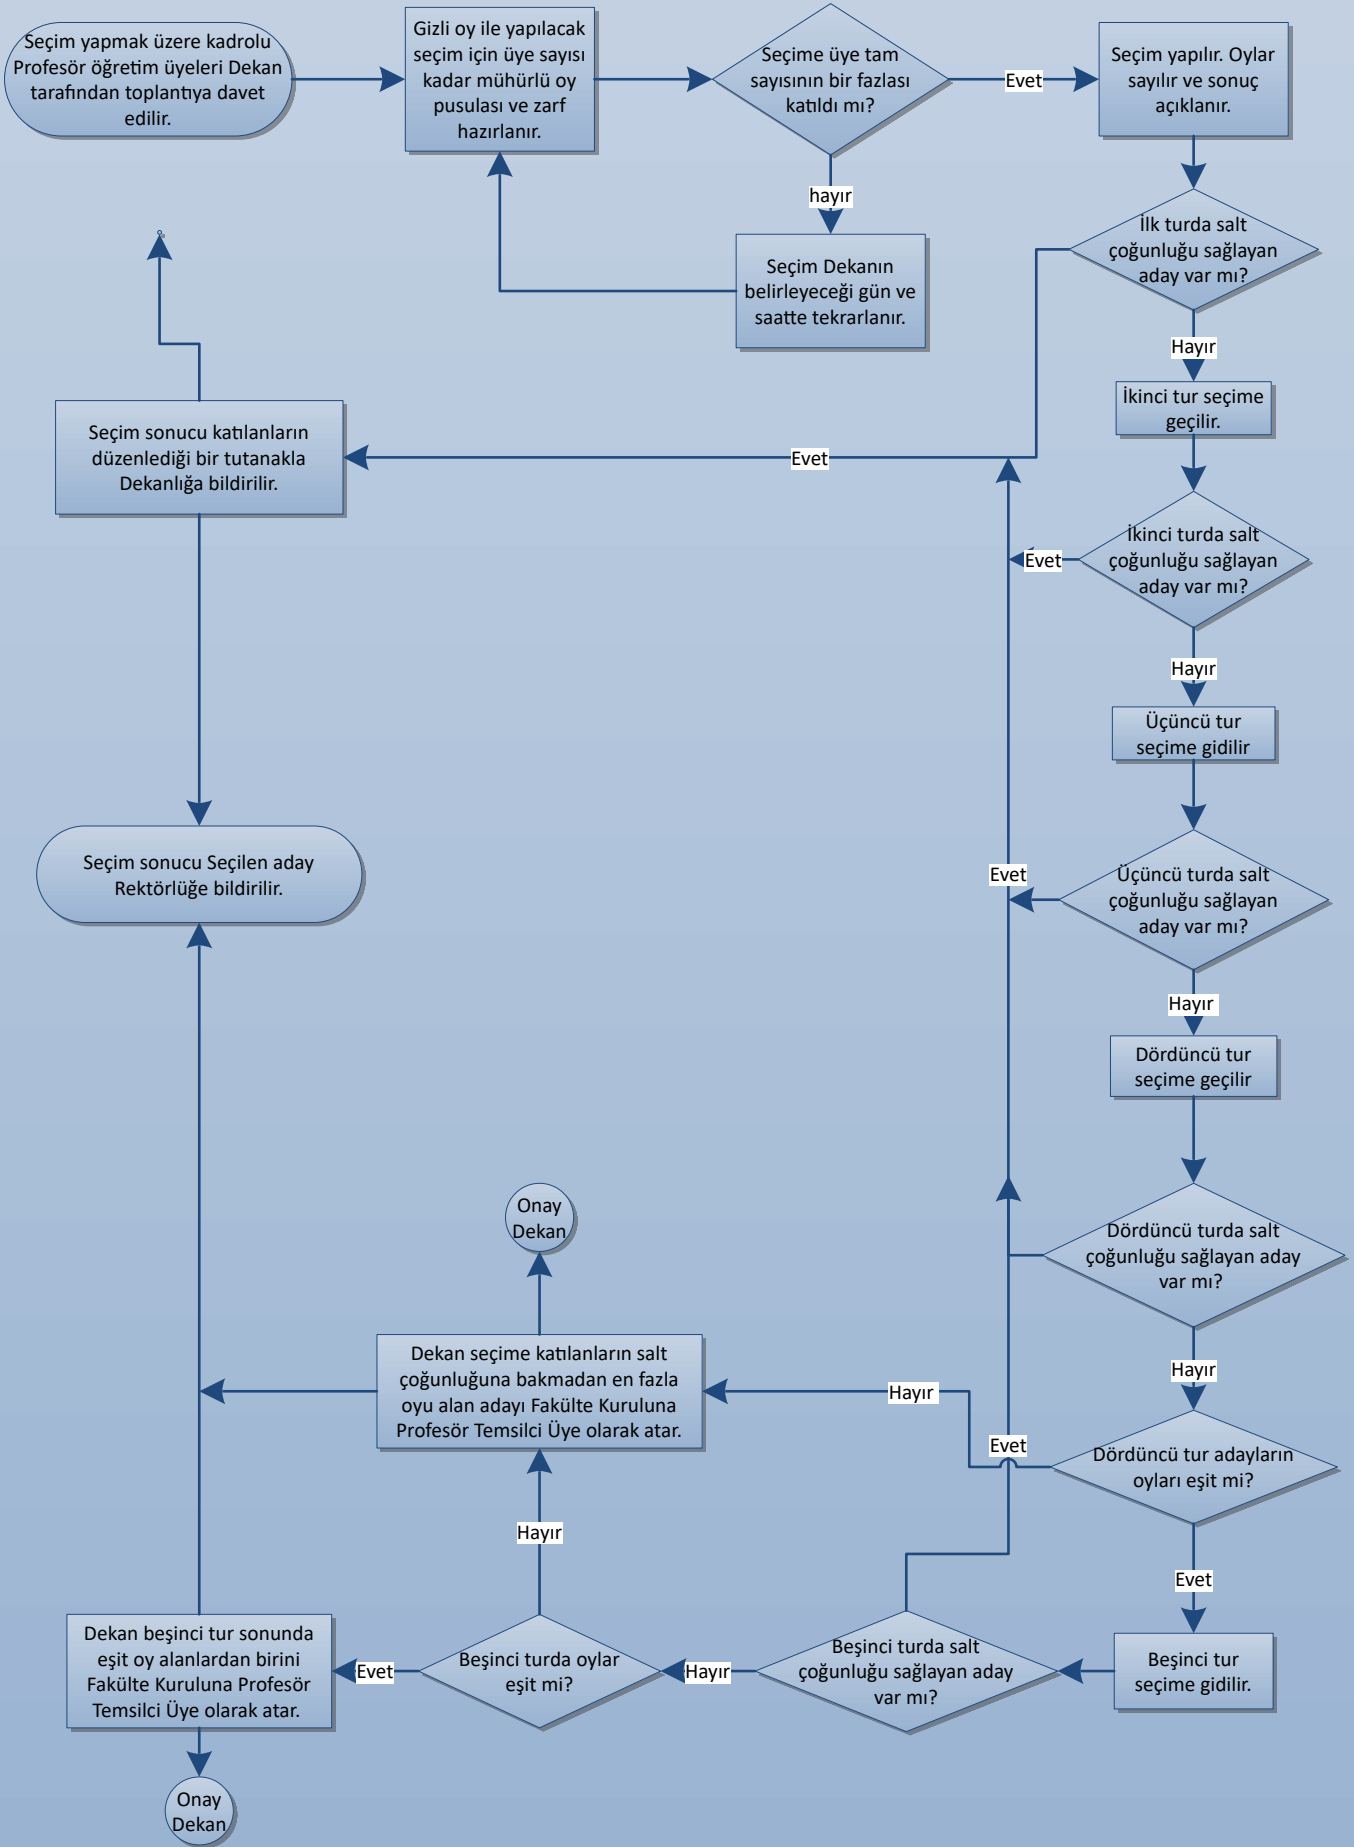 Seçim yapmak üzere kadrolu
Profesör öğretim üyeleri Dekan
tarafından toplantıya davet
edilir.
Gizli oy ile yapılacak
seçim için üye sayısı
kadar mühürlü oy
pusulası ve zarf
hazırlanır.
Seçime üye tam
sayısının bir fazlası
katıldı mı?
Evet
Seçim yapılır. Oylar
sayılır ve sonuç
açıklanır.
hayır
Seçim Dekanın
belirleyeceği gün ve
saatte tekrarlanır.
İlk turda salt
çoğunluğu sağlayan
aday var mı?
Hayır
İkinci tur seçime
geçilir.
Seçim sonucu katılanların
düzenlediği bir tutanakla
Dekanlığa bildirilir.
Evet
İkinci turda salt
çoğunluğu sağlayan
aday var mı?
Evet
Hayır
Üçüncü tur
seçime gidilir
Seçim sonucu Seçilen aday
Rektörlüğe bildirilir.
Evet
Üçüncü turda salt
çoğunluğu sağlayan
aday var mı?
Hayır
Dördüncü tur
seçime geçilir
Onay
Dekan
Dördüncü turda salt
çoğunluğu sağlayan aday
var mı?
Hayır
Dekan seçime katılanların salt
çoğunluğuna bakmadan en fazla
oyu alan adayı Fakülte Kuruluna
Profesör Temsilci Üye olarak atar.
Hayır
Evet
Dördüncü tur adayların
oyları eşit mi?
Hayır
Evet
Dekan beşinci tur sonunda
eşit oy alanlardan birini
Fakülte Kuruluna Profesör
Temsilci Üye olarak atar.
Evet
Beşinci turda oylar
eşit mi?
Hayır
Beşinci turda salt
çoğunluğu sağlayan aday
var mı?
Beşinci tur
seçime gidilir.
Onay
Dekan